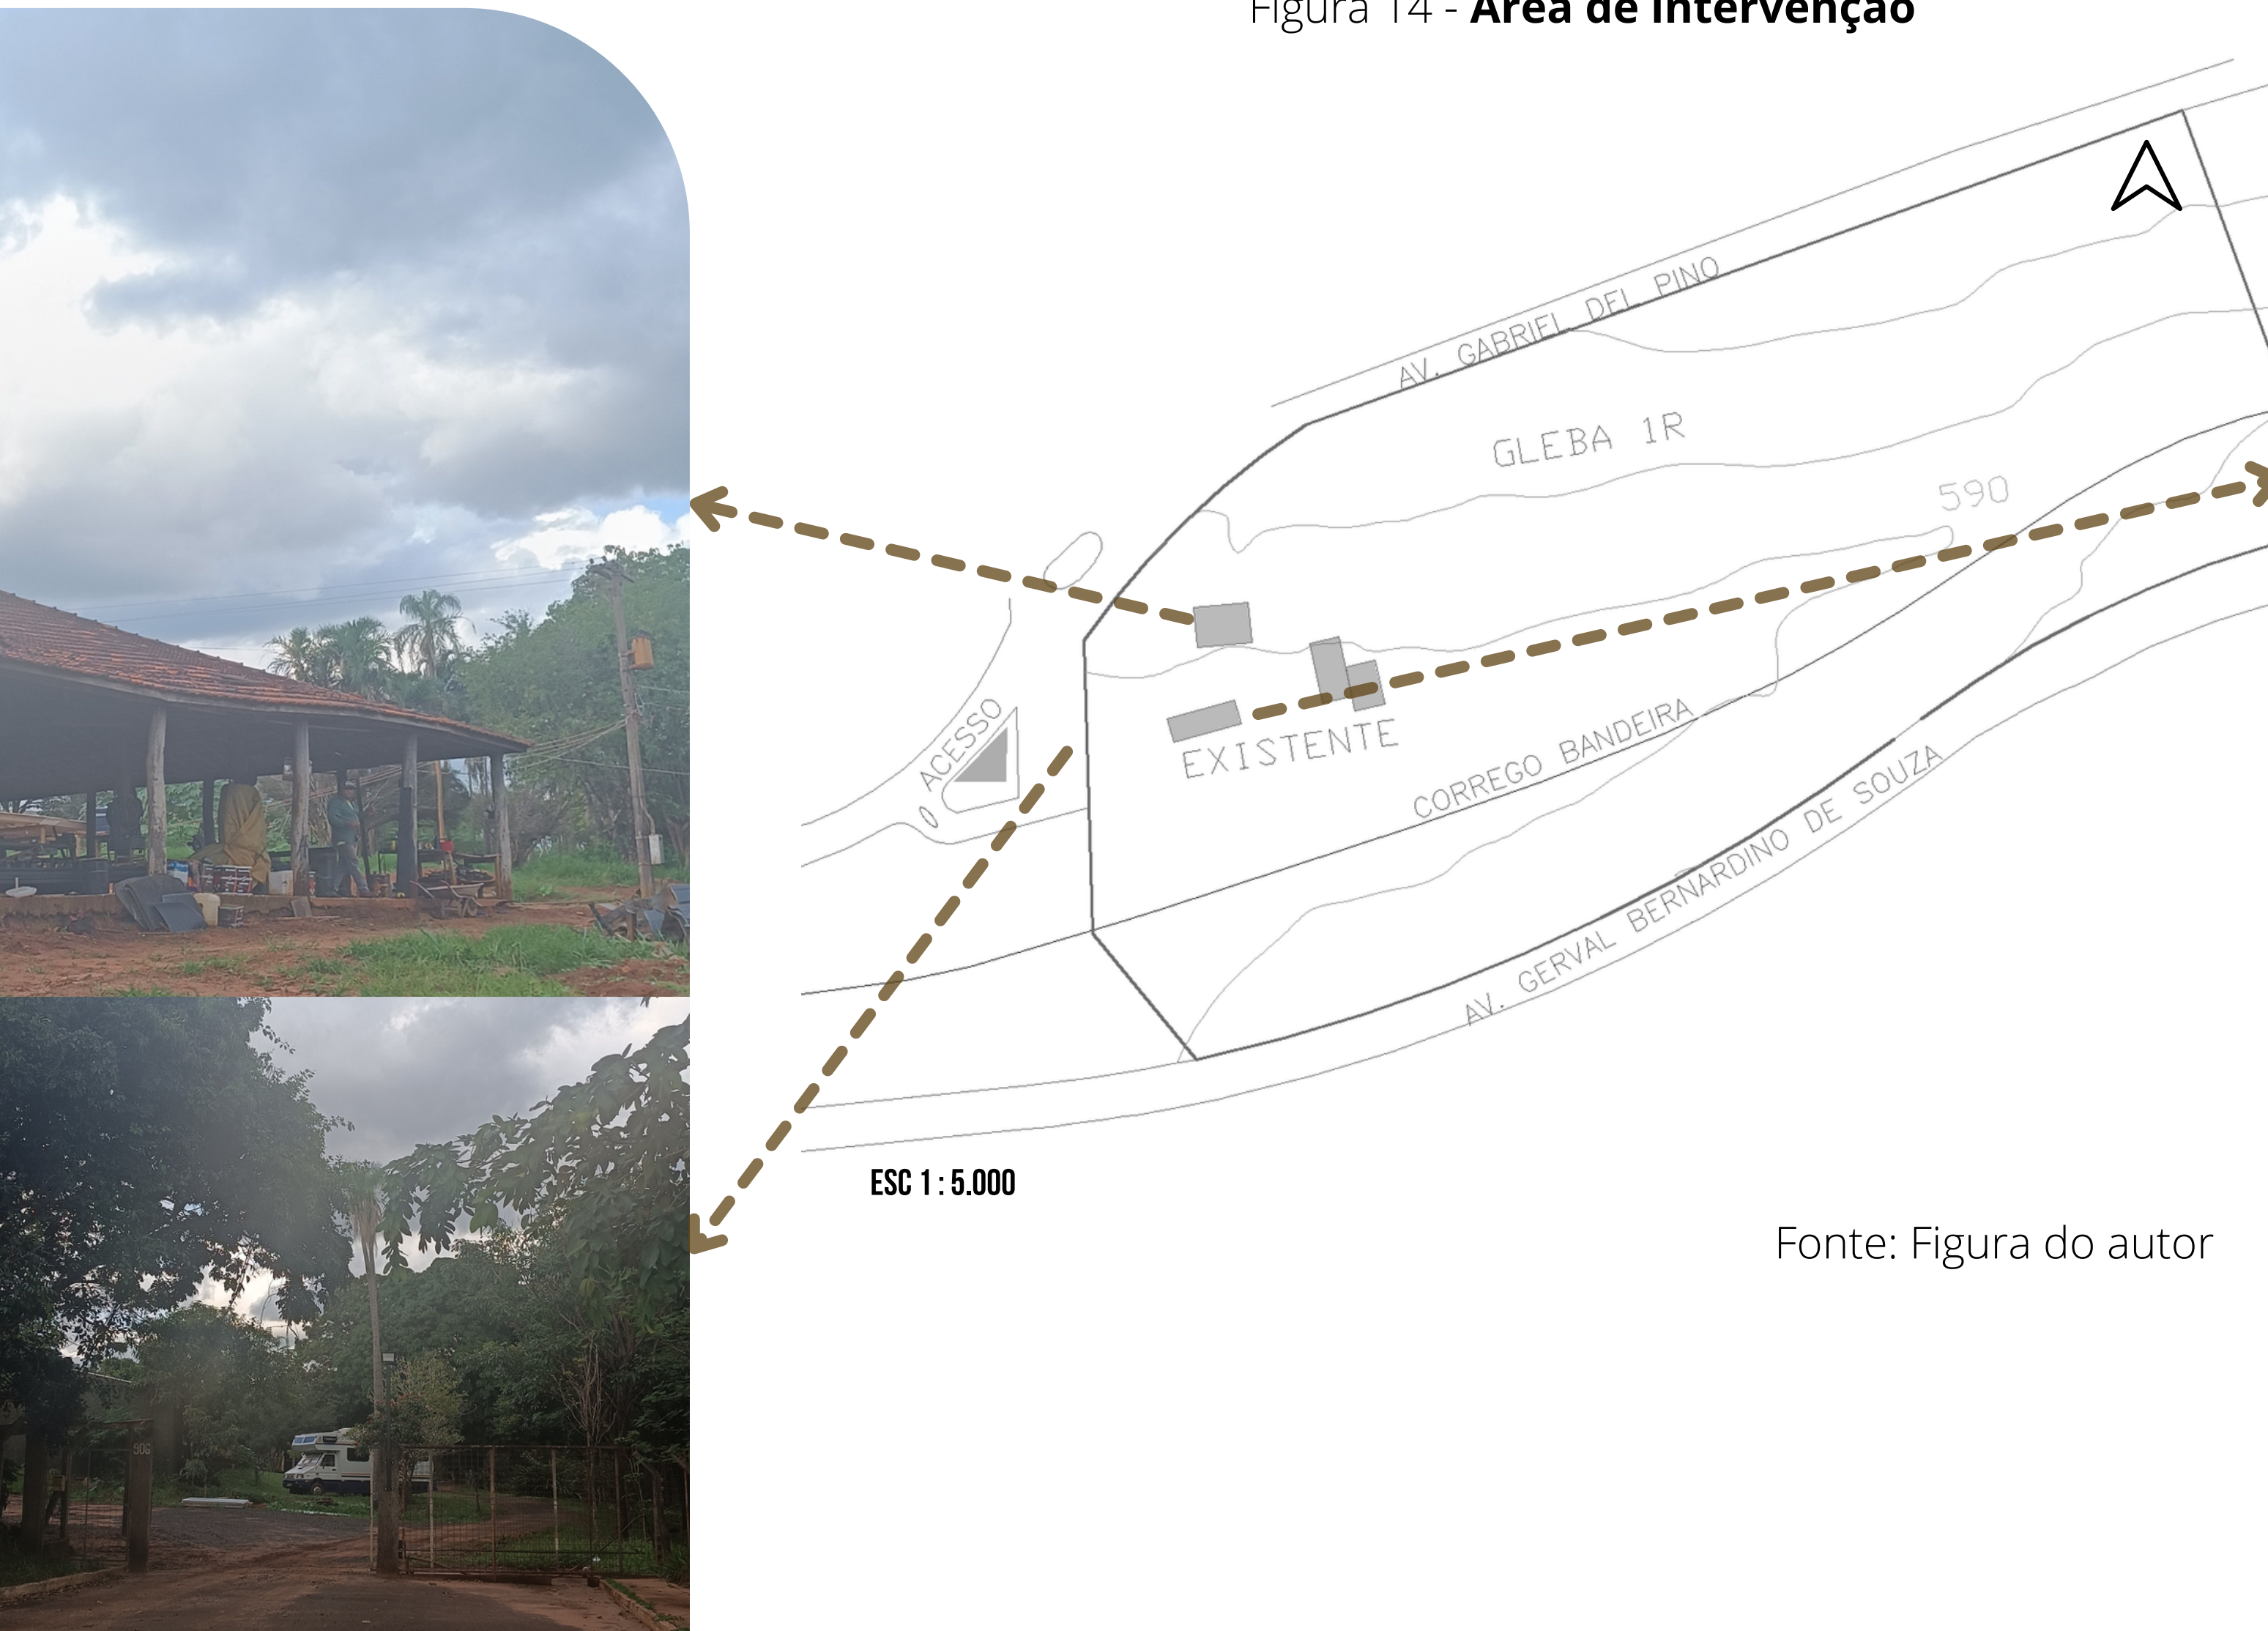 Figura 14 - Área de intervenção
AV. GABRIEL DEL PINO
GLEBA 1R
590
ACESSO
EXISTENTE
CORREGO BANDEIRA
AV. GERVAL BERNARDINO DE SOUZA
ESC 1 : 5.000
Fonte: Figura do autor
906